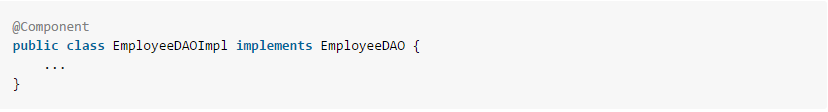 @Component
public class EmployeeDAOImpl implements EmployeeDAO {
    ...
}